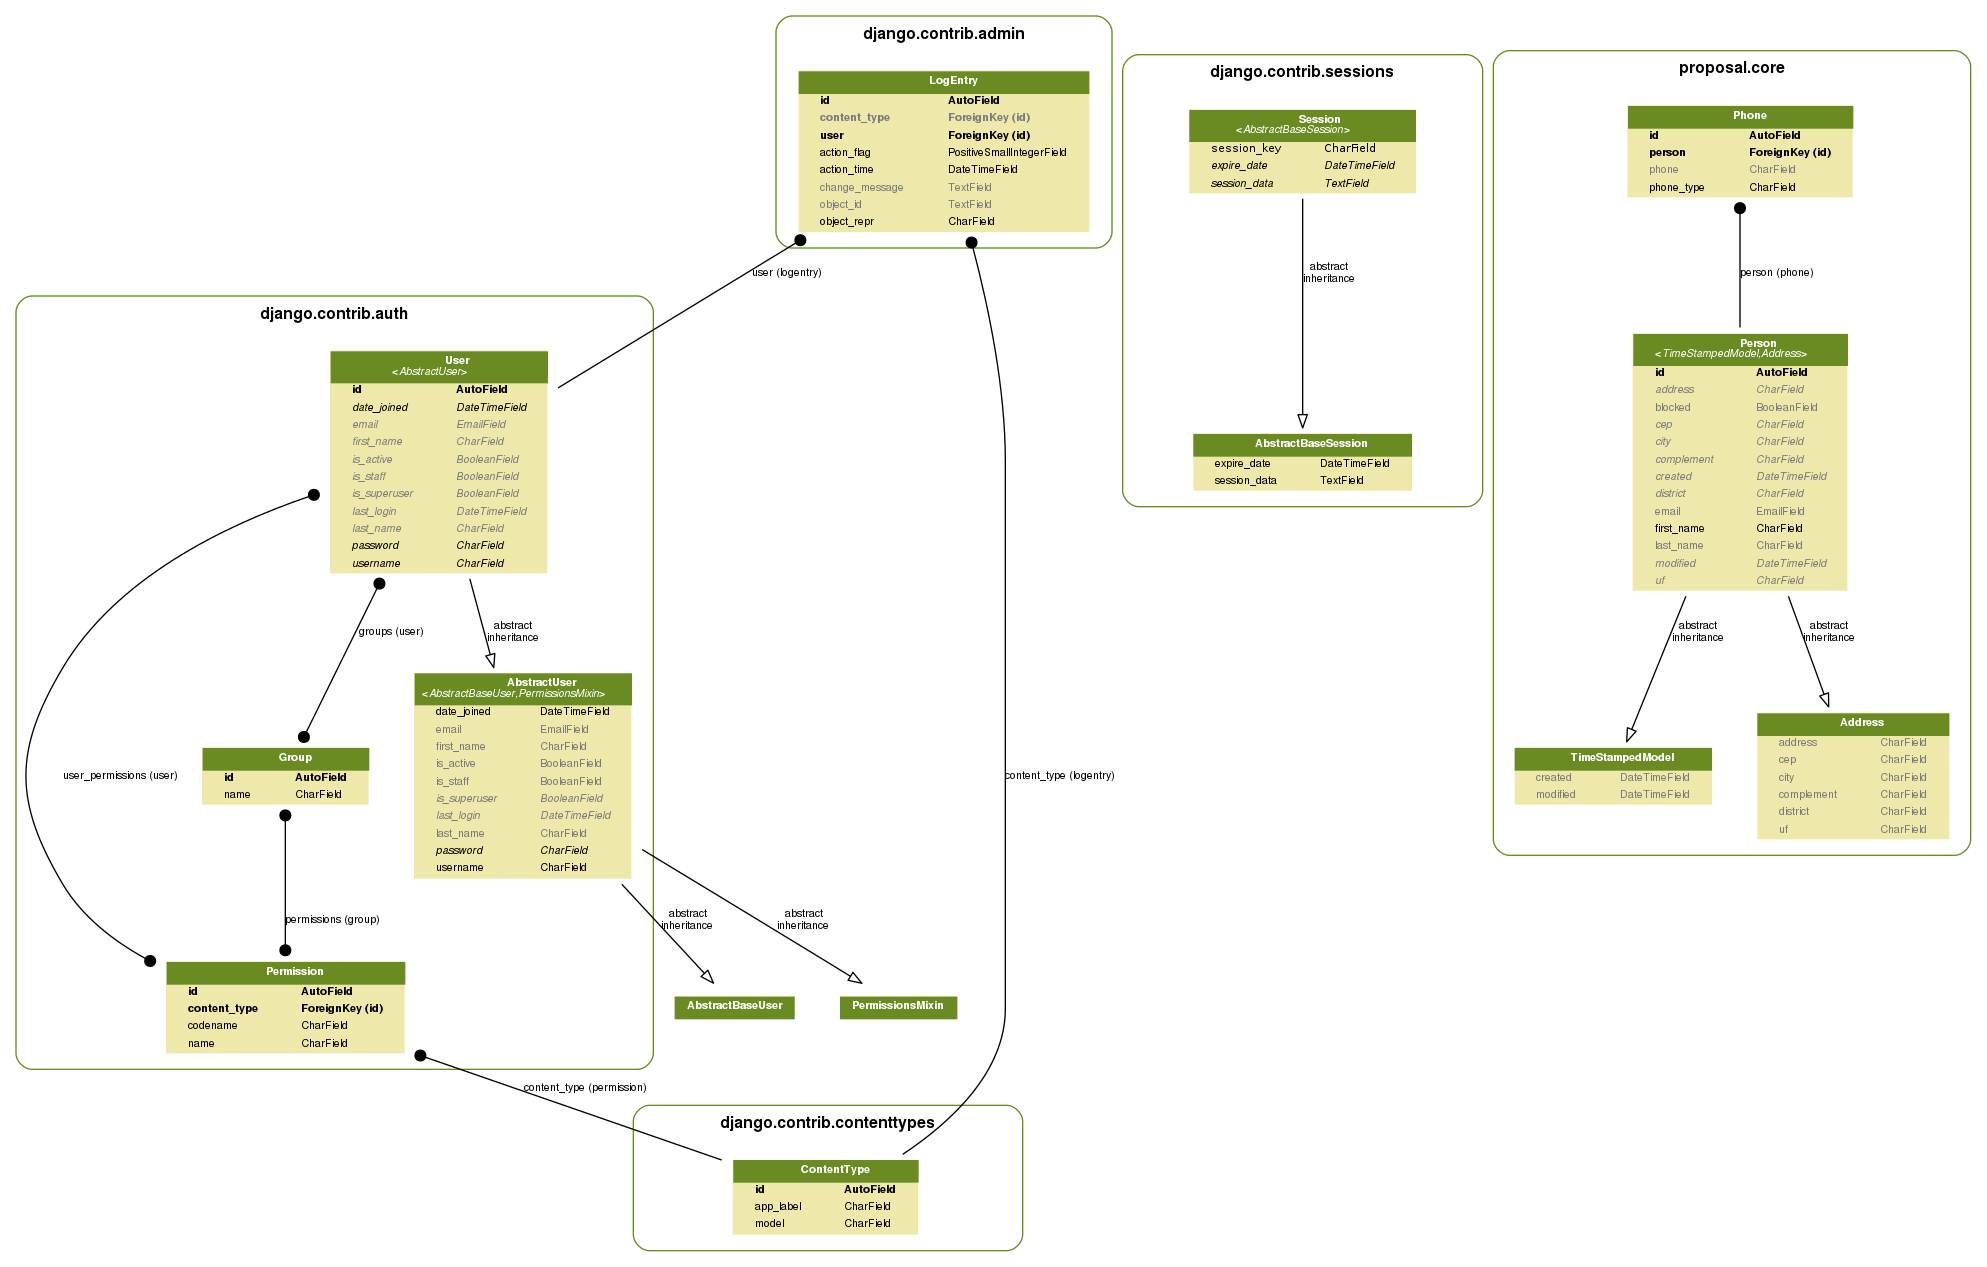 django.contrib.admin
LogEntry
id AutoField
content_type ForeignKey (id)
user ForeignKey (id)
action_flag PositiveSmallIntegerField
action_time DateTimeField
change_message TextField
object_id TextField
object_repr CharField
user (logentry)
content_type (logentry)
django.contrib.sessions
Session
<AbstractBaseSession>
session_key CharField
expire_date DateTimeField
session_data TextField
abstract
inheritance
AbstractBaseSession
expire_date DateTimeField
session_data TextField
proposal.core
Phone
id AutoField
person ForeignKey (id)
phone CharField
phone_type CharField
person (phone)
Person
<TimeStampedModel,Address>
id AutoField
address CharField
blocked BooleanField
cep CharField
city CharField
complement CharField
created DateTimeField
district CharField
email EmailField
first_name CharField
last_name CharField
modified DateTimeField
uf CharField
abstract
inheritance
abstract
inheritance
TimeStampedModel
created DateTimeField
modified DateTimeField
Address
address CharField
cep CharField
city CharField
complement CharField
district CharField
uf CharField
django.contrib.auth
User
<AbstractUser>
id AutoField
date_joined DateTimeField
email EmailField
first_name CharField
is_active BooleanField
is_staff BooleanField
is_superuser BooleanField
last_login DateTimeField
last_name CharField
password CharField
username CharField
groups (user)
abstract
inheritance
user_permissions (user)
AbstractUser
<AbstractBaseUser,PermissionsMixin>
date_joined DateTimeField
email EmailField
first_name CharField
is_active BooleanField
is_staff BooleanField
is_superuser BooleanField
last_login DateTimeField
last_name CharField
password CharField
username CharField
Group
id AutoField
name CharField
permissions (group)
abstract
inheritance
abstract
inheritance
Permission
id AutoField
content_type ForeignKey (id)
codename CharField
name CharField
AbstractBaseUser
PermissionsMixin
content_type (permission)
django.contrib.contenttypes
ContentType
id AutoField
app_label CharField
model CharField